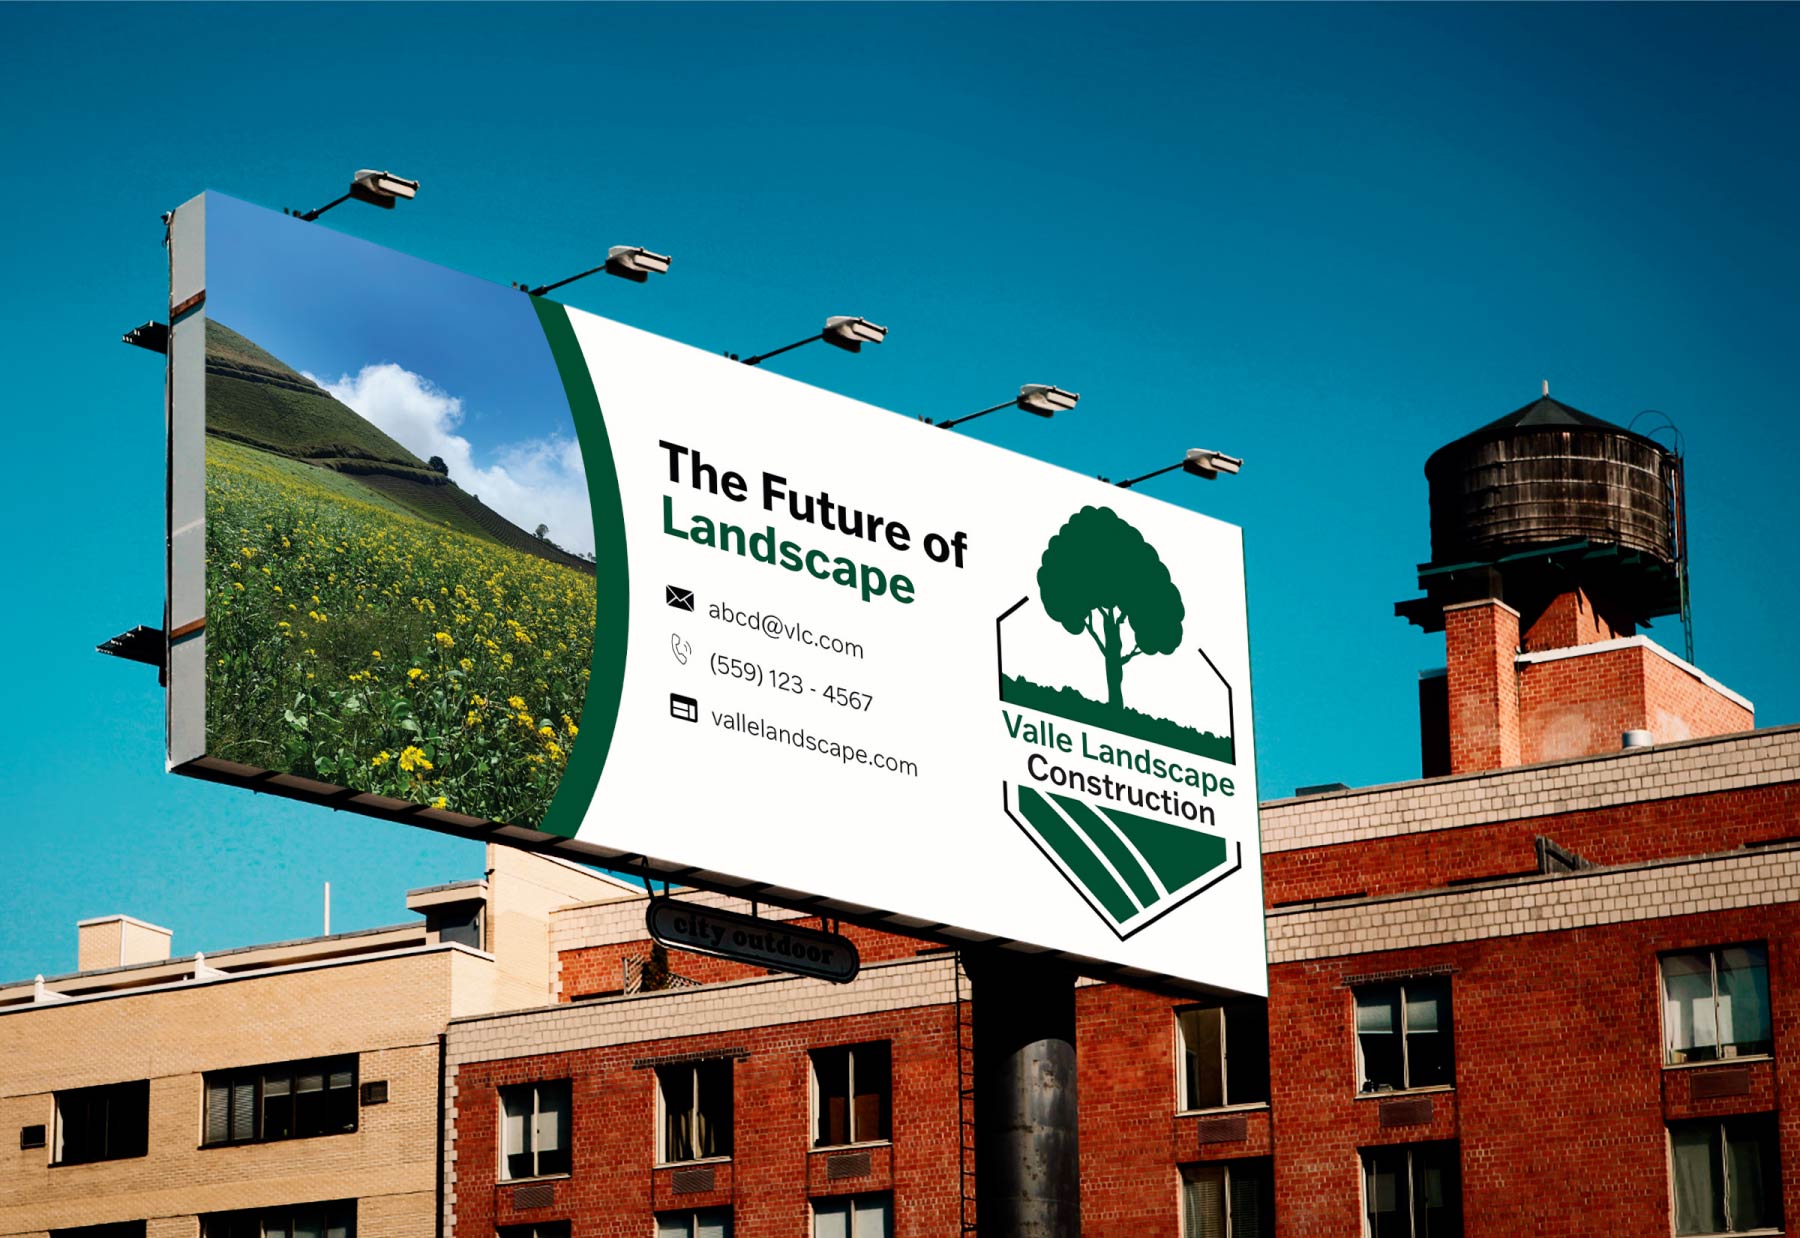 The Future of
Landscape
abcd@vlc.com
(559) 123 - 4567
vallelandscape.com
Valle Landscape
Construction
city outdoor